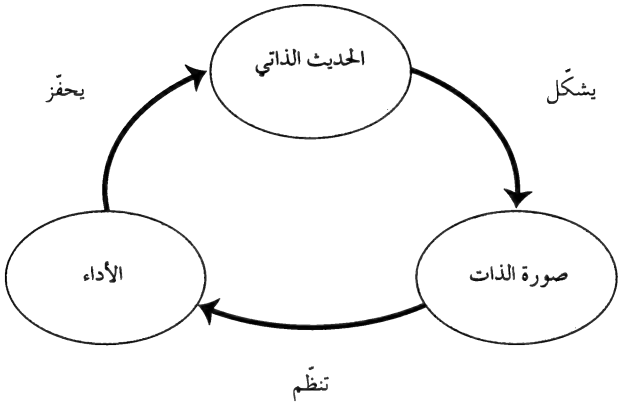 الحديث الذاتي
يشكّل
صورة الذات
تنظّم
الأداء
يحفّز